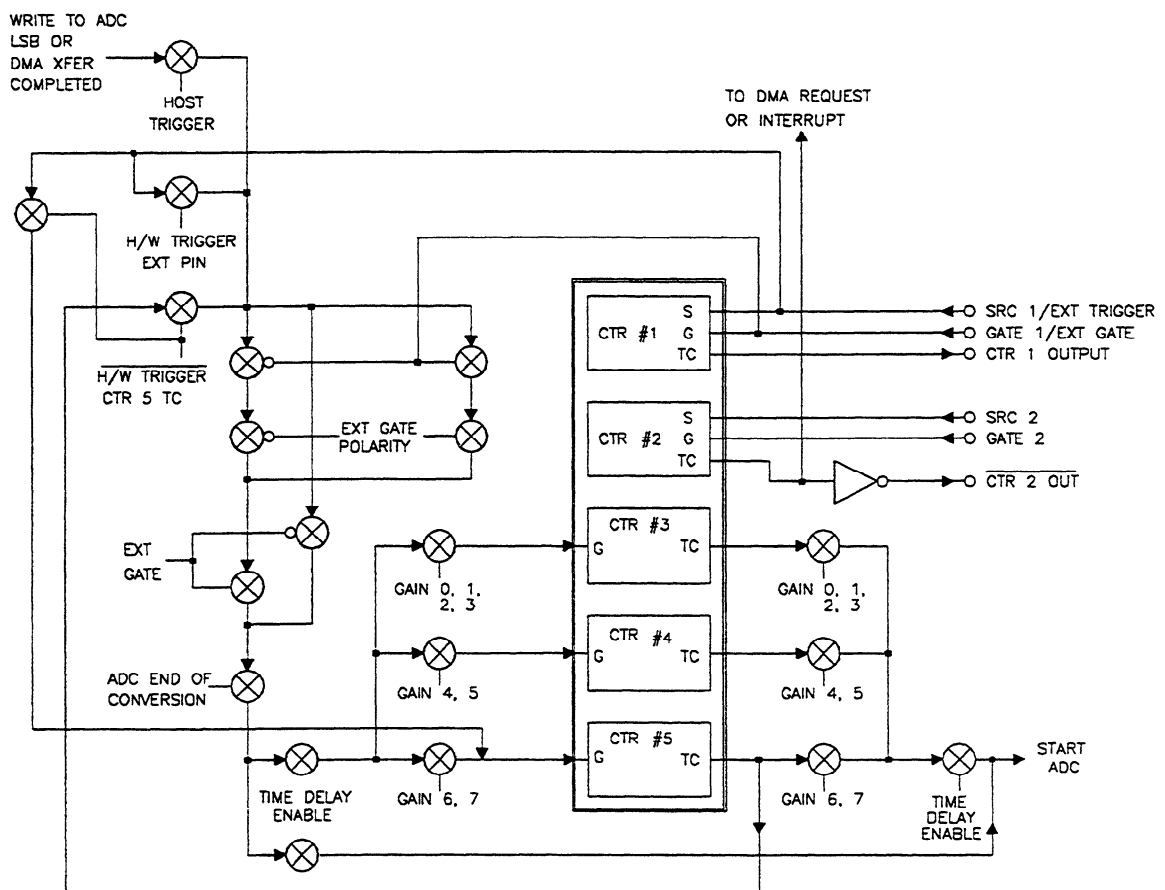 WRITE TO ADC
LSB OR
DMA XFER
COMPLETED
HOST
TRIGGER
TO DMA REQUEST
OR INTERRUPT
H/W TRIGGER
EXT PIN
H/W TRIGGER
CTR 5 TC
EXT GATE
POLARITY
EXT
GATE
ADC END OF
CONVERSION
TIME DELAY
ENABLE
GAIN 0, 1,
2, 3
GAIN 4, 5
GAIN 6, 7
CTR #1
S
G
TC
SRC 1/EXT TRIGGER
GATE 1/EXT GATE
CTR 1 OUTPUT
CTR #2
S
G
TC
SRC 2
GATE 2
CTR 2 OUT
CTR #3
G
TC
CTR #4
G
TC
CTR #5
G
TC
GAIN 0, 1,
2, 3
GAIN 4, 5
GAIN 6, 7
TIME
DELAY
ENABLE
START
ADC